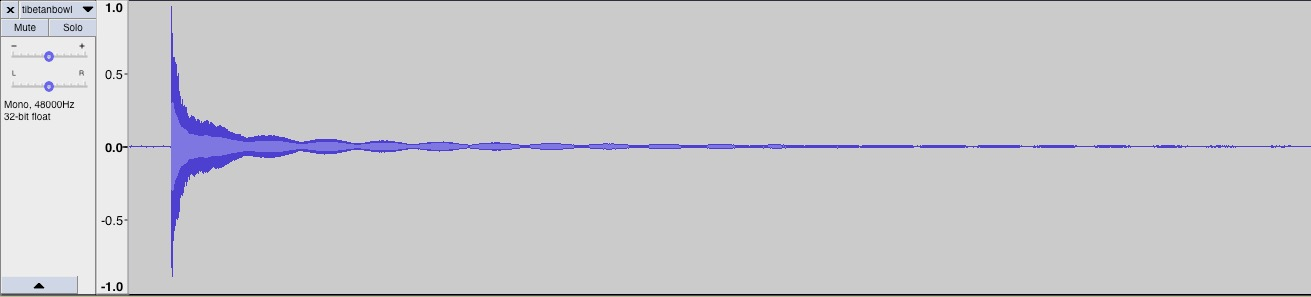 tibetanbowl
Mute Solo
- +
L R
Mono, 48000Hz
32-bit float
1.0
0.5
0.0
-0.5
-1.0